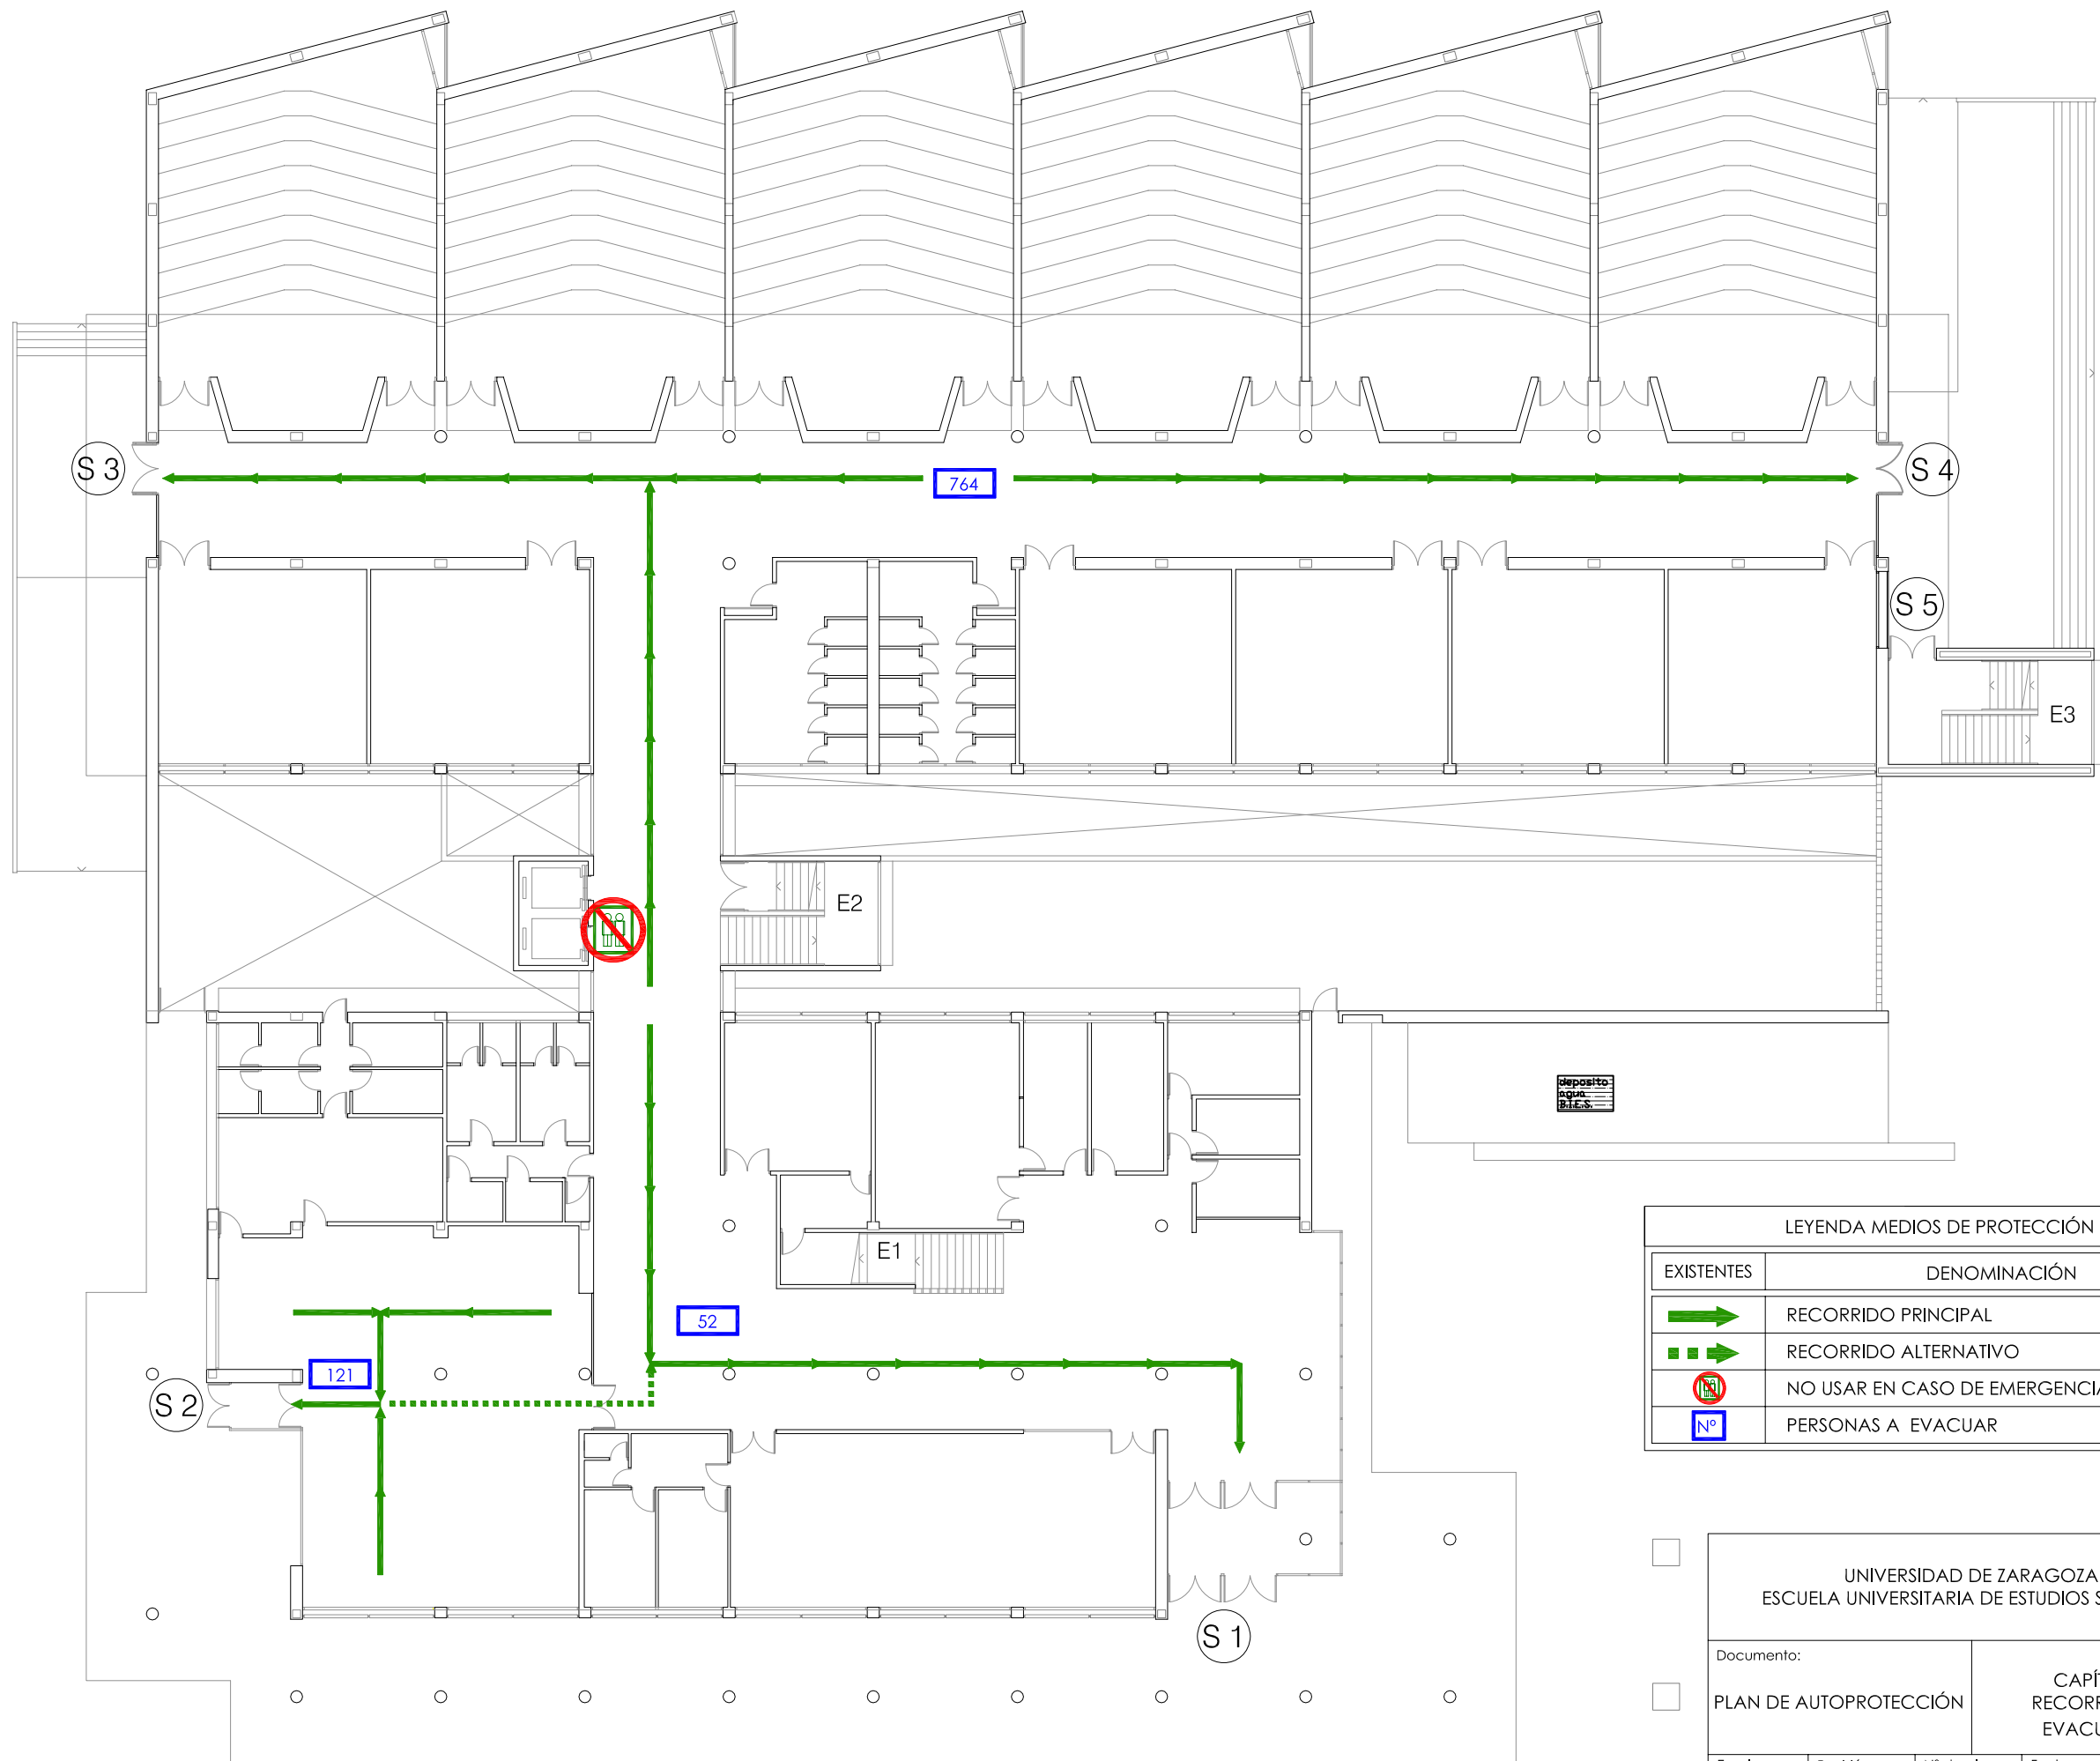 S 3
764
S 4
S 5
E3
E2
deposito
agua
B.I.E.S.
E1
52
121
S 2
S 1
LEYENDA MEDIOS DE PROTECCIÓN
EXISTENTES
DENOMINACIÓN
RECORRIDO PRINCIPAL
RECORRIDO ALTERNATIVO
NO USAR EN CASO DE EMERGENCIA
Nº
PERSONAS A EVACUAR
UNIVERSIDAD DE ZARAGOZA
ESCUELA UNIVERSITARIA DE ESTUDIOS S
Documento:
PLAN DE AUTOPROTECCIÓN
CAPÍ
RECORR
EVACU